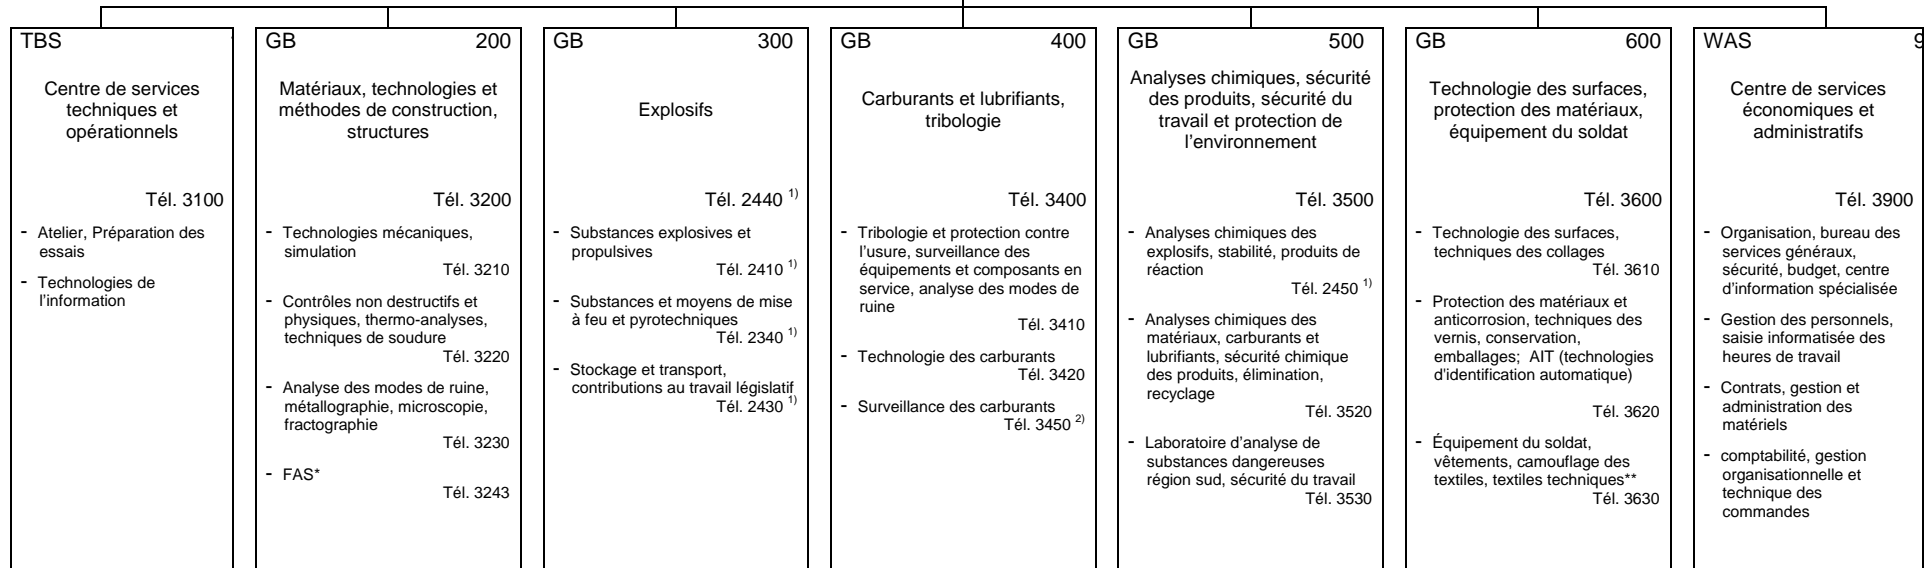 TBS
Centre de services
techniques et
opérationnels
Tél. 3100
- Atelier, Préparation des
essais
- Technologies de
l'information
GB 200
Matériaux, technologies et
méthodes de construction,
structures
Tél. 3200
- Technologies mécaniques,
simulation
Tél. 3210
- Contrôles non destructifs et
physiques, thermo-analyses,
techniques de soudure
Tél. 3220
- Analyse des modes de ruine,
métallographie, microscopie,
fractographie
Tél. 3230
- FAS*
Tél. 3243
GB 300
Explosifs
Tél. 2440 1)
- Substances explosives et
propulsives
Tél. 2410 1)
- Substances et moyens de mise
à feu et pyrotechniques
Tél. 2340 1)
- Stockage et transport,
contributions au travail législatif
Tél. 2430 1)
GB 400
Carburants et lubrifiants,
tribologie
Tél. 3400
- Tribologie et protection contre
l'usure, surveillance des
équipements et composants en
service, analyse des modes de
ruine
Tél. 3410
- Technologie des carburants
Tél. 3420
- Surveillance des carburants
Tél. 3450 2)
GB 500
Analyses chimiques, sécurité
des produits, sécurité du
travail et protection de
l'environnement
Tél. 3500
- Analyses chimiques des
explosifs, stabilité, produits de
réaction
Tél. 2450 1)
- Analyses chimiques des
matériaux, carburants et
lubrifiants, sécurité chimique
des produits, élimination,
recyclage
Tél. 3520
- Laboratoire d'analyse de
substances dangereuses
région sud, sécurité du travail
Tél. 3530
GB 600
Technologie des surfaces,
protection des matériaux,
équipement du soldat
Tél. 3600
- Technologie des surfaces,
techniques des collages
Tél. 3610
- Protection des matériaux et
anticorrosion, techniques des
vernis, conservation,
emballages; AIT (technologies
d'identification automatique)
Tél. 3620
- Équipement du soldat,
vêtements, camouflage des
textiles, textiles techniques**
Tél. 3630
WAS 9
Centre de services
économiques et
administratifs
Tél. 3900
- Organisation, bureau des
services généraux,
sécurité, budget, centre
d'information spécialisée
- Gestion des personnels,
saisie informatisée des
heures de travail
- Contrats, gestion et
administration des
matériels
- comptabilité, gestion
organisationnelle et
technique des
commandes